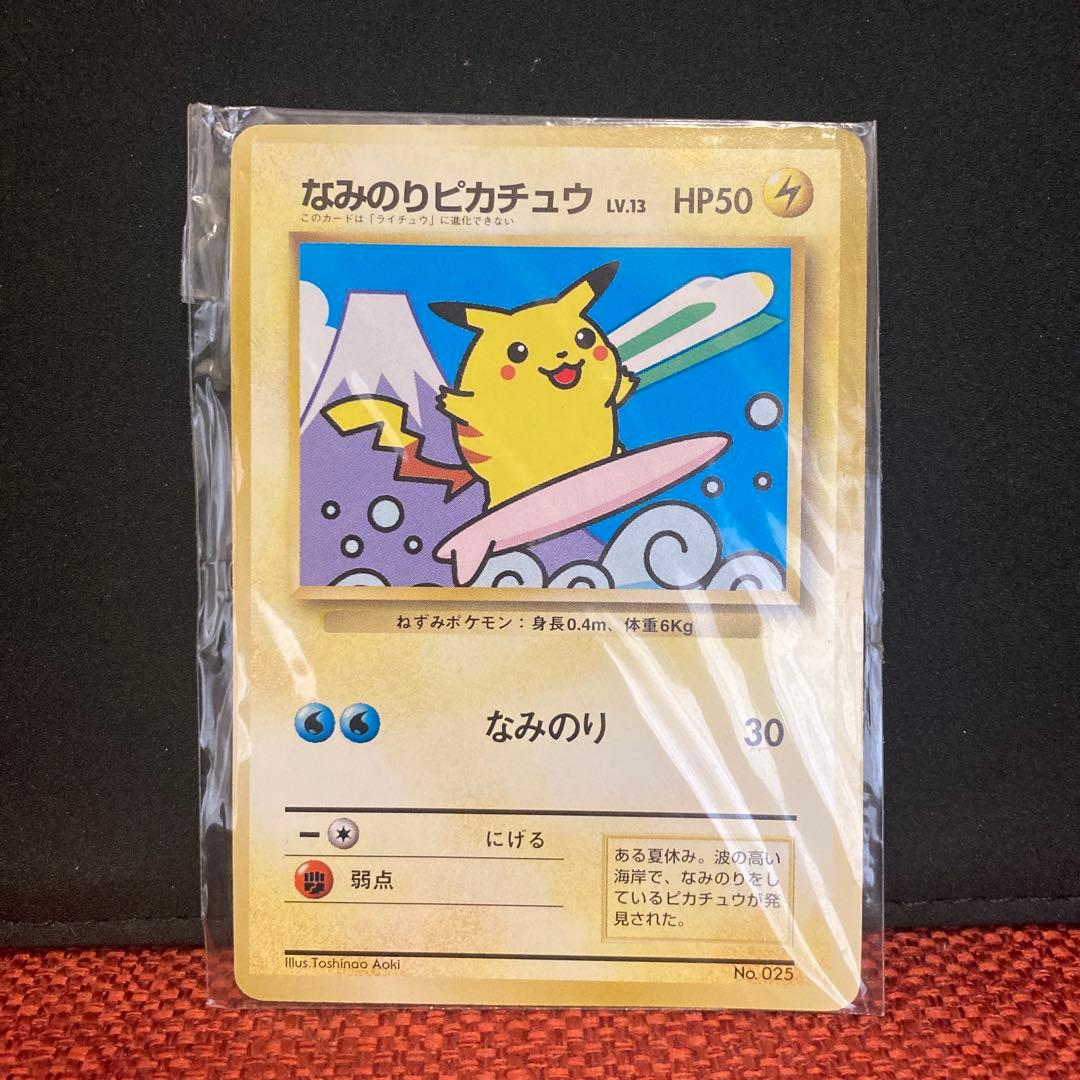 なみのりピカチュウ LV.13 HP50
このカードは「ライチュウ」に進化できない
ねずみポケモン：身長0.4m、体重6Kg
なみのり 30
にげる
弱点
ある夏休み。波の高い
海岸で、なみのりをし
ているピカチュウが発
見された。
Illus.Toshinao Aoki
No. 025